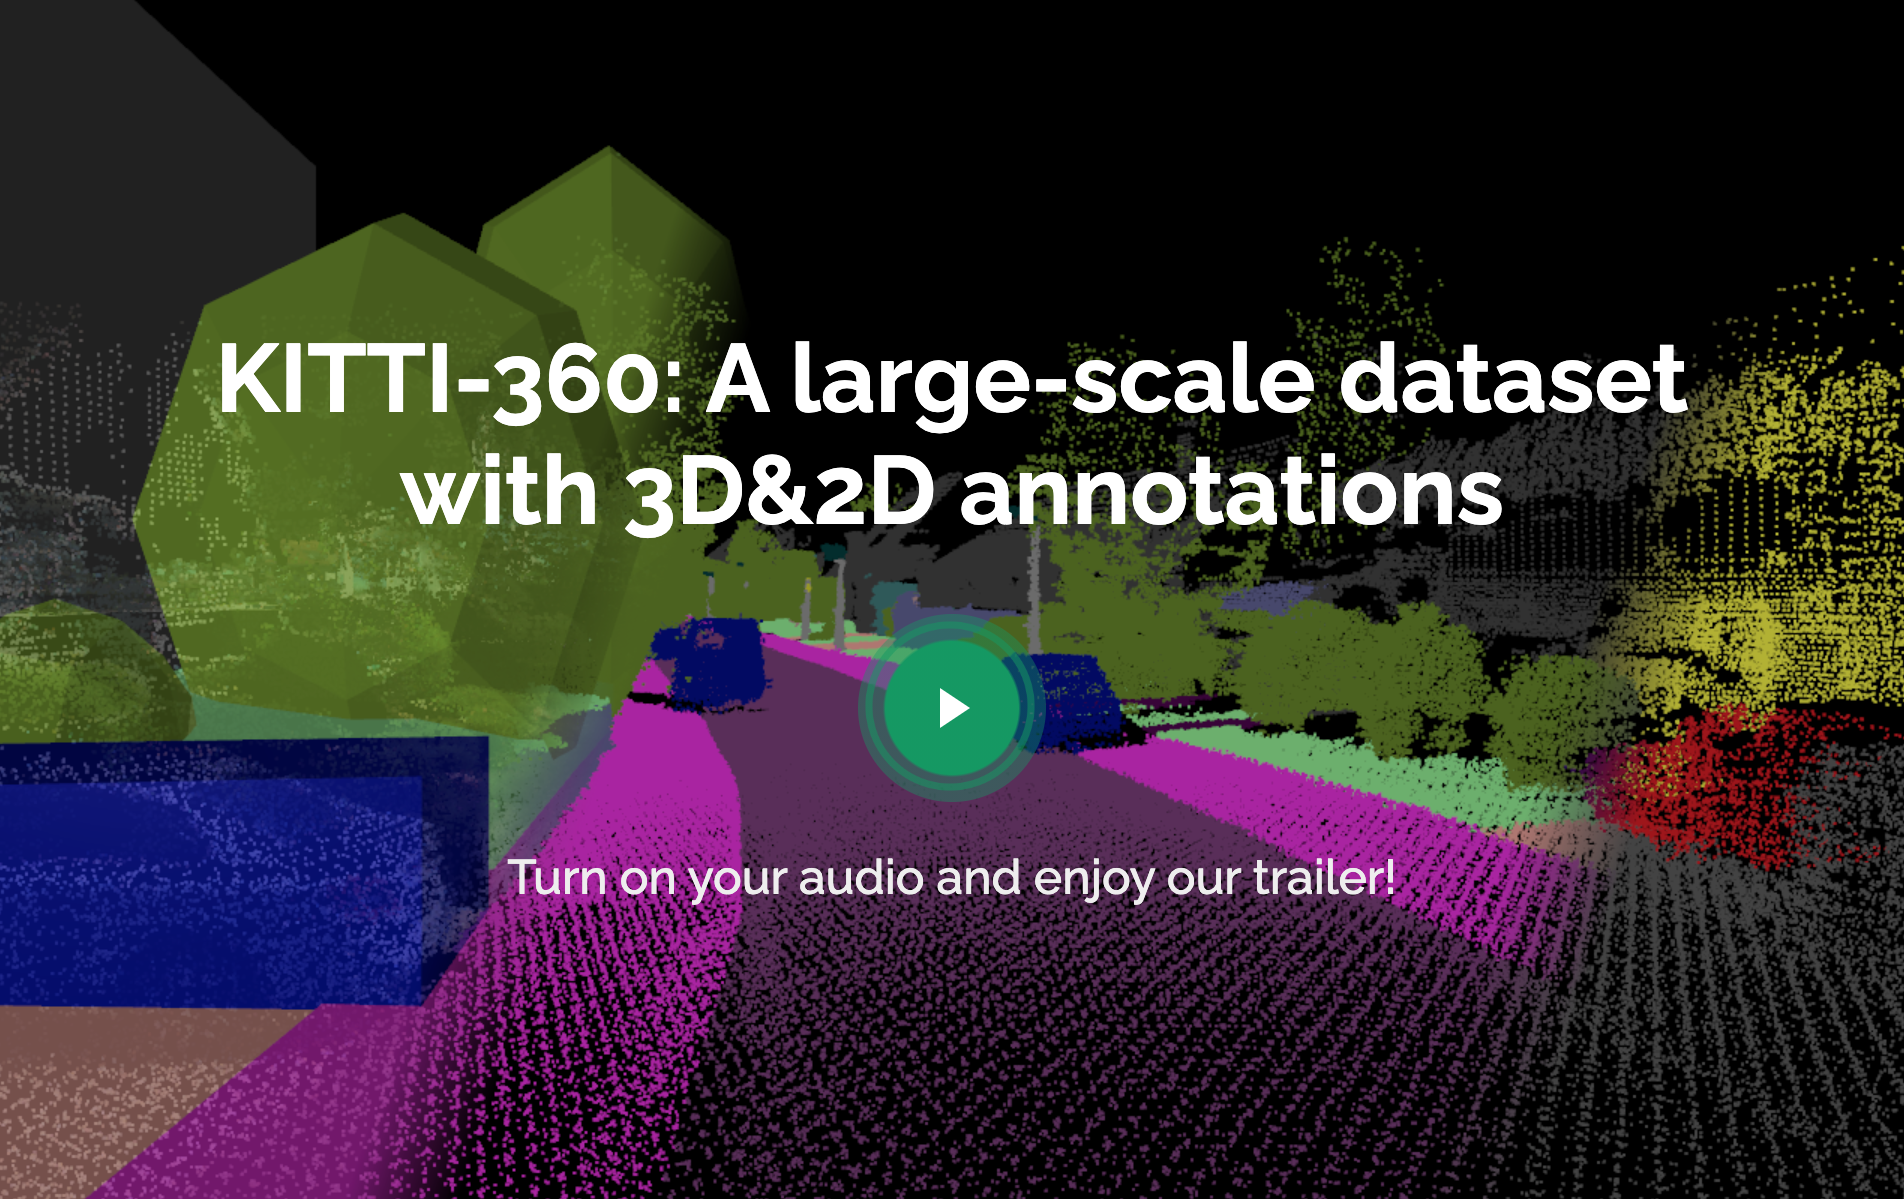 KITTI-360: A large-scale dataset
with 3D&2D annotations
Turn on your audio and enjoy our trailer!